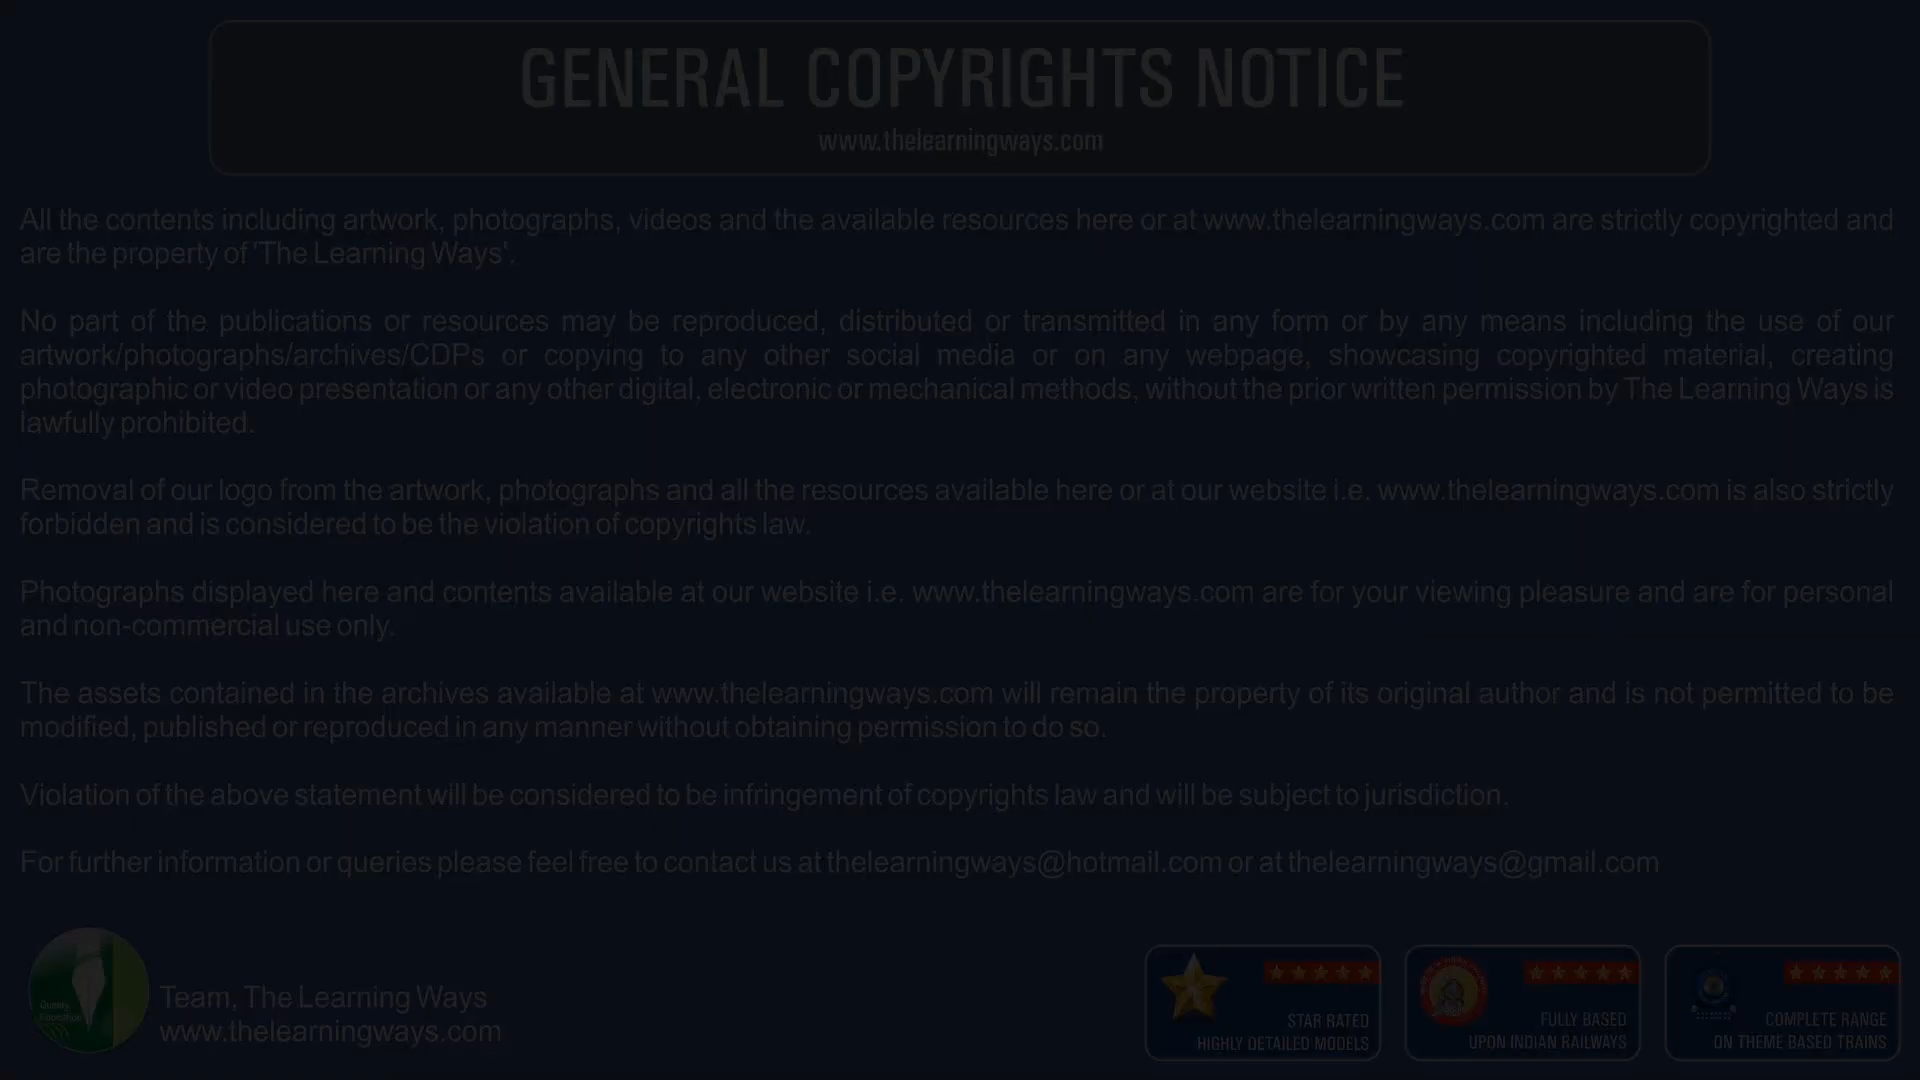 GENERAL COPYRIGHTS NOTICE
www.thelearningways.com
All the contents including artwork, photographs, videos and the available resources here or at www.thelearningways.com are strictly copyrighted and
are the property of 'The Learning Ways'.
No part of the publications or resources may be reproduced, distributed or transmitted in any form or by any means including the use of our
artwork/photographs/archives/CDPs or copying to any other social media or on any webpage, showcasing copyrighted material, creating
photographic or video presentation or any other digital, electronic or mechanical methods, without the prior written permission by The Learning Ways is
lawfully prohibited.
Removal of our logo from the artwork, photographs and all the resources available here or at our website i.e. www.thelearningways.com is also strictly
forbidden and is considered to be the violation of copyrights law.
Photographs displayed here and contents available at our website i.e. www.thelearningways.com are for your viewing pleasure and are for personal
and non-commercial use only.
The assets contained in the archives available at www.thelearningways.com will remain the property of its original author and is not permitted to be
modified, published or reproduced in any manner without obtaining permission to do so.
Violation of the above statement will be considered to be infringement of copyrights law and will be subject to jurisdiction.
For further information or queries please feel free to contact us at thelearningways@hotmail.com or at thelearningways@gmail.com
Quality
Education
Team, The Learning Ways
www.thelearningways.com
STAR RATED
HIGHLY DETAILED MODELS
FULLY BASED
UPON INDIAN RAILWAYS
COMPLETE RANGE
ON THEME BASED TRAINS